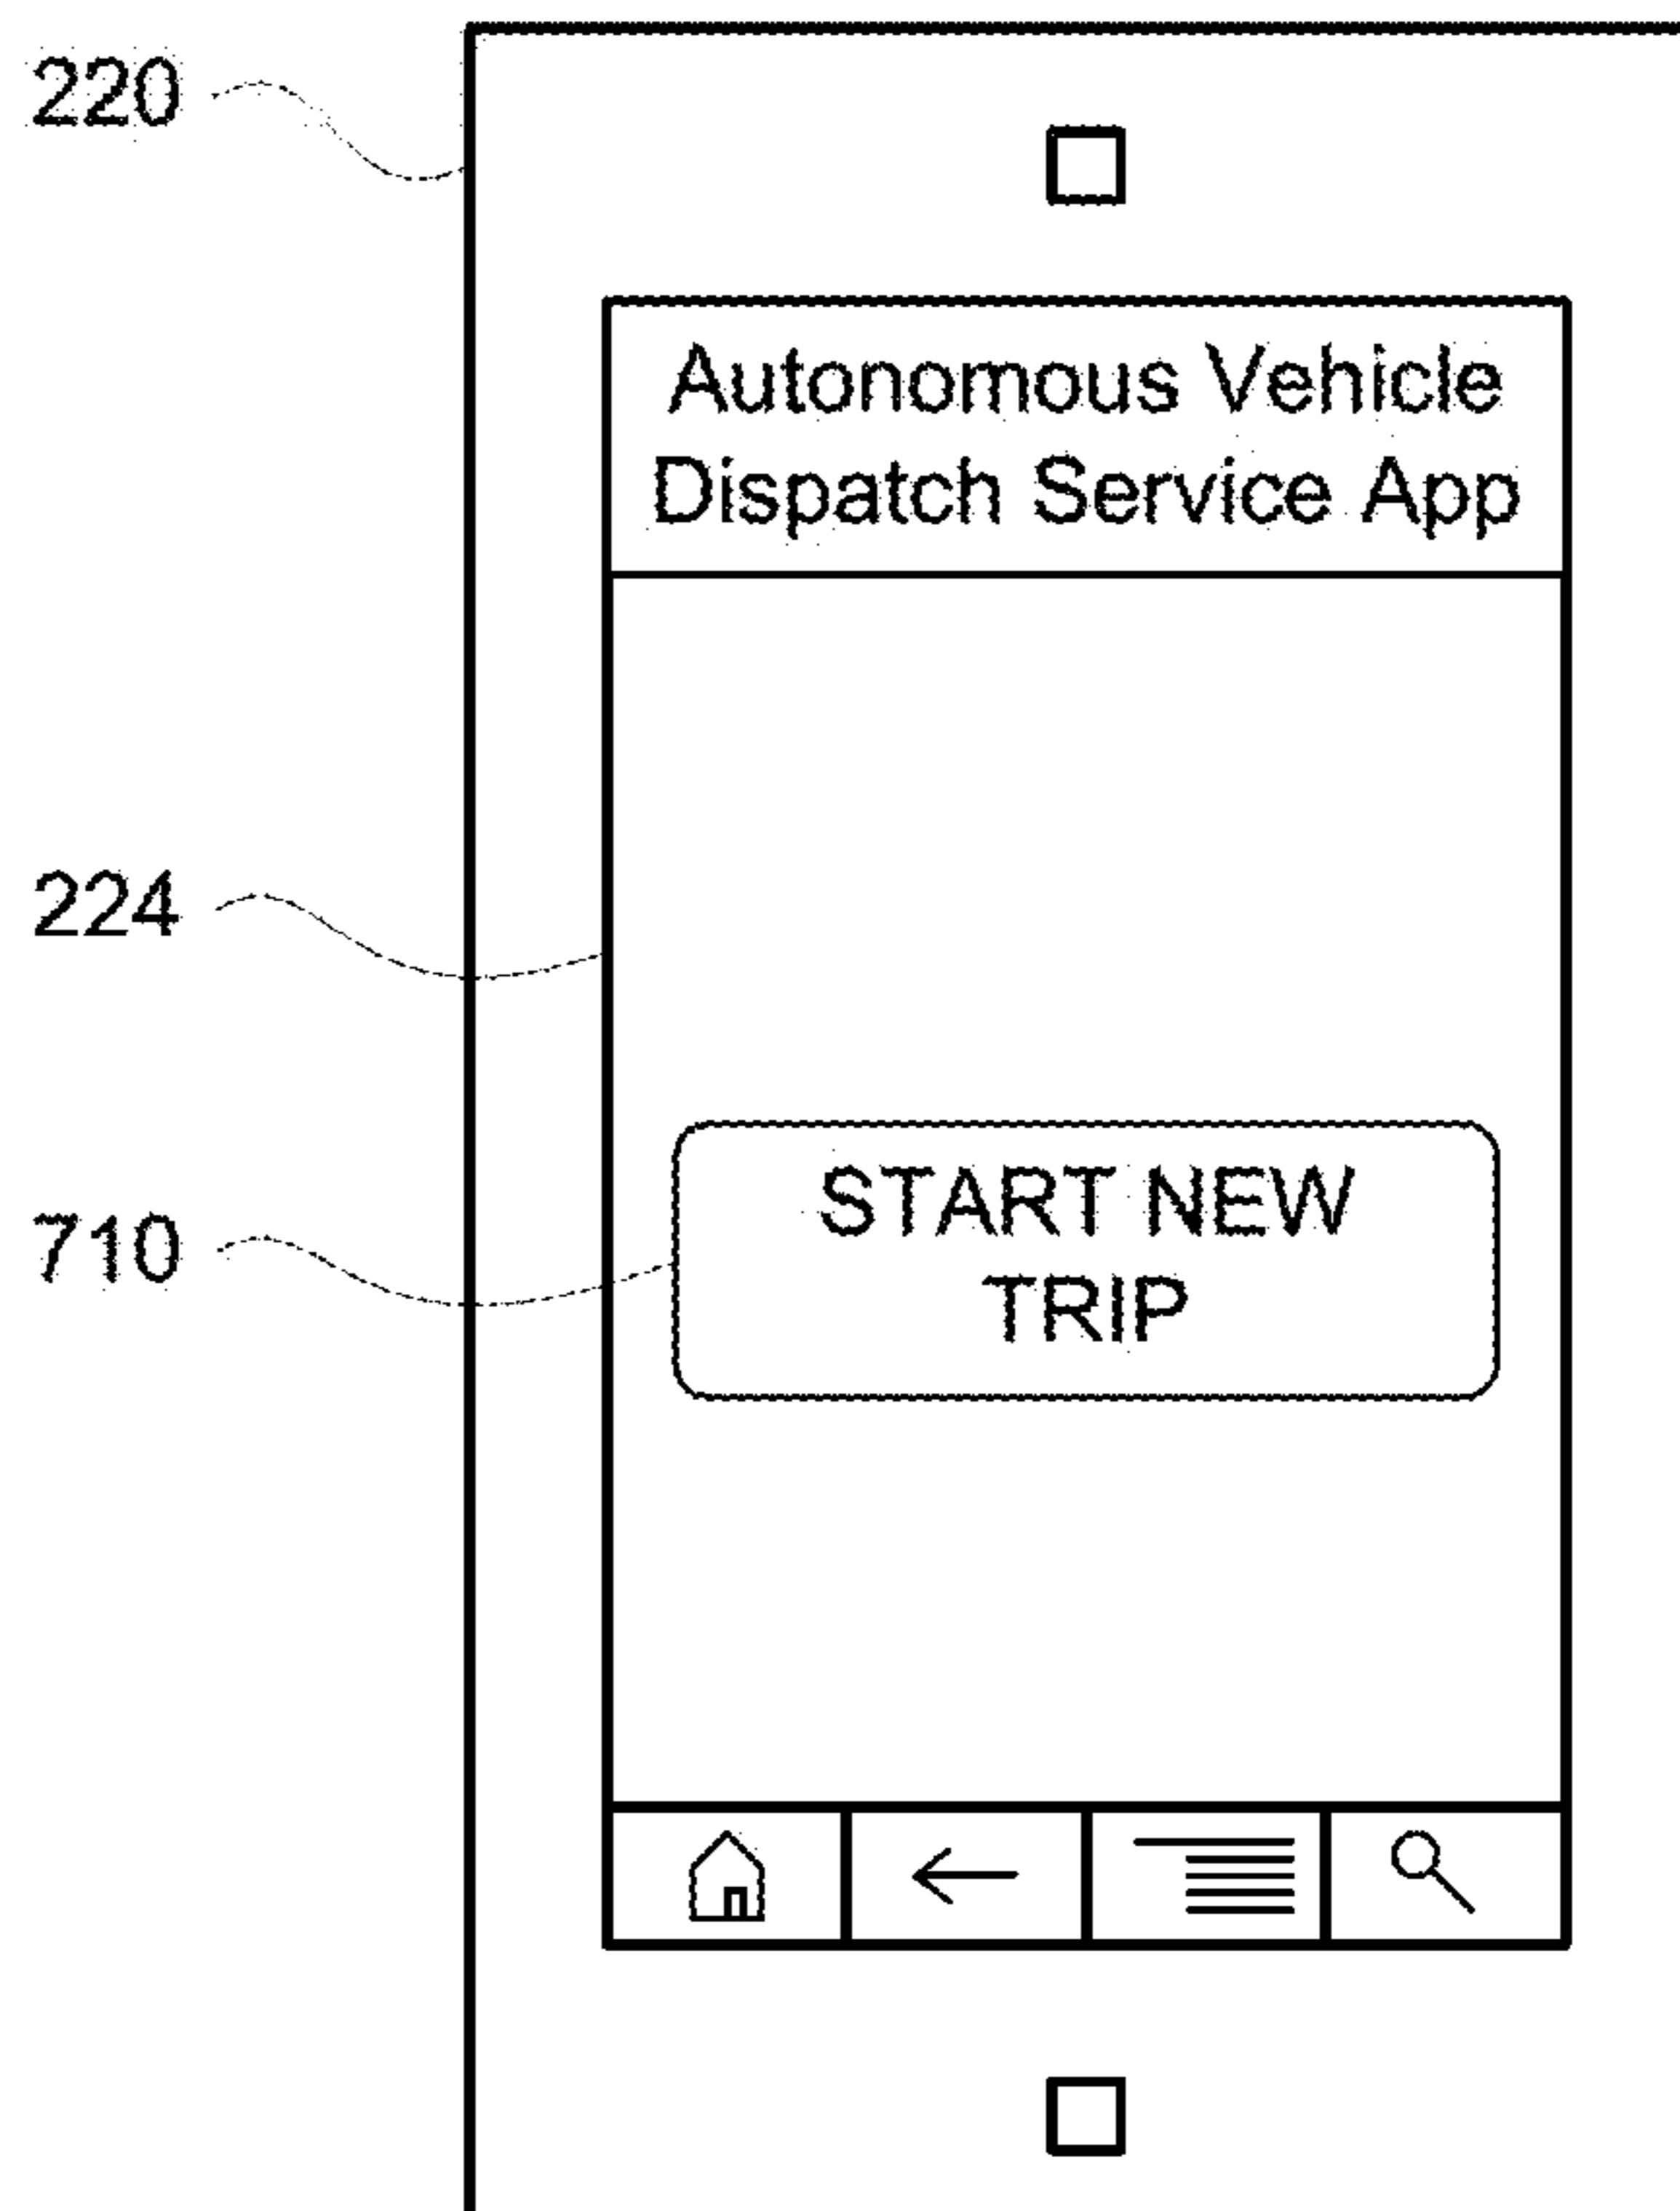 220
Autonomous Vehicle
Dispatch Service App
224
710
START NEW
TRIP